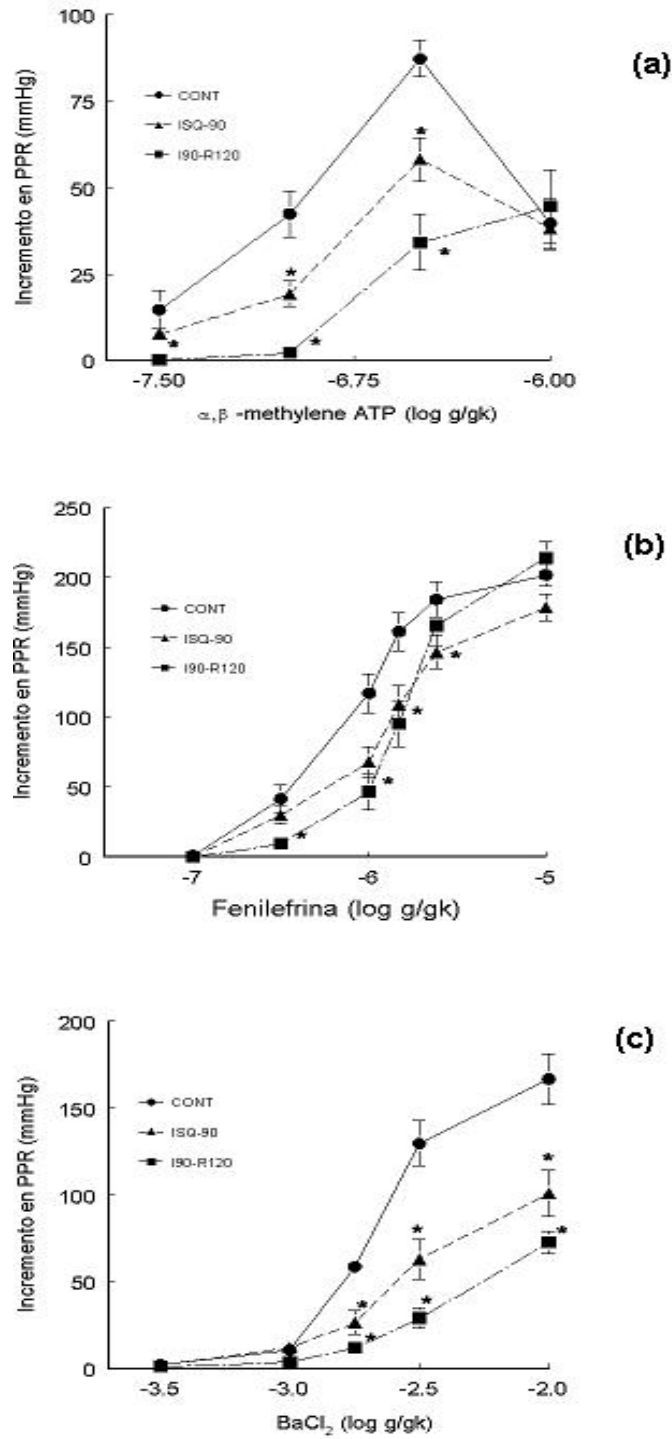 (a)
Incremento en PPR (mmHg)
100
75
50
25
0
CONT
ISQ-90
I90-R120
*
*
*
*
*
-7.50
-6.75
-6.00
α,β -methylene ATP (log g/gk)
(b)
Incremento en PPR (mmHg)
250
200
150
100
50
0
CONT
ISQ-90
I90-R120
*
*
*
*
-7
-6
-5
Fenilefrina (log g/gk)
(c)
Incremento en PPR (mmHg)
200
150
100
50
0
CONT
ISQ-90
I90-R120
*
*
*
*
*
*
-3.5
-3.0
-2.5
-2.0
BaCl₂ (log g/gk)